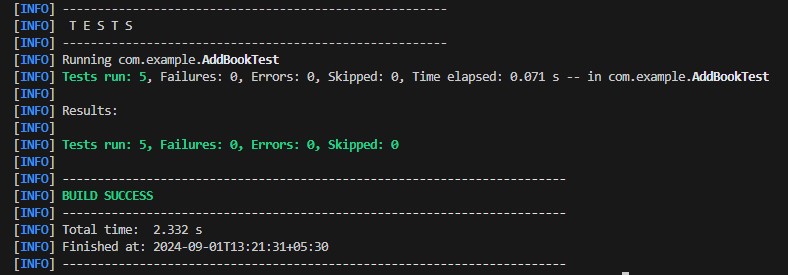 [INFO] -------------------------------------------------------
[INFO]  T E S T S
[INFO] -------------------------------------------------------
[INFO] Running com.example.AddBookTest
[INFO] Tests run: 5, Failures: 0, Errors: 0, Skipped: 0, Time elapsed: 0.071 s -- in com.example.AddBookTest
[INFO]
[INFO] Results:
[INFO]
[INFO] Tests run: 5, Failures: 0, Errors: 0, Skipped: 0
[INFO]
[INFO] ------------------------------------------------------------------------
[INFO] BUILD SUCCESS
[INFO] ------------------------------------------------------------------------
[INFO] Total time:  2.332 s
[INFO] Finished at: 2024-09-01T13:21:31+05:30
[INFO] ------------------------------------------------------------------------